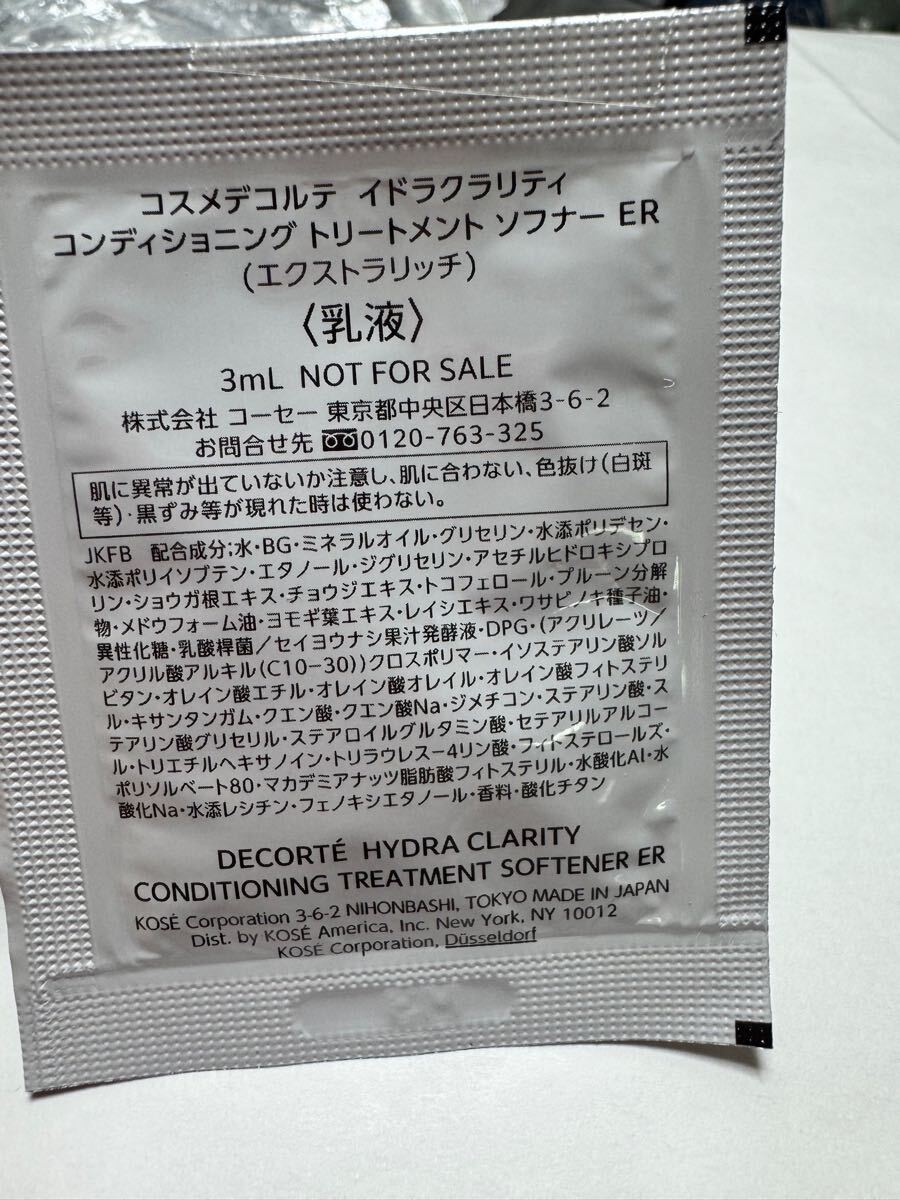 コスメデコルテ イドラクラリティ
コンディショニング トリートメント ソフナー ER
(エクストラリッチ)
〈乳液〉
3mL NOT FOR SALE
株式会社 コーセー 東京都中央区日本橋3-6-2
お問合せ先 0120-763-325
肌に異常が出ていないか注意し、肌に合わない、色抜け(白斑
等)・黒ずみ等が現れた時は使わない。
JKFB 配合成分:水・BG・ミネラルオイル・グリセリン・水添ポリデセン・
水添ポリイソブテン・エタノール・ジグリセリン・アセチルヒドロキシプロ
リン・ショウガ根エキス・チョウジエキス・トコフェロール・プルーン分解
物・メドウフォーム油・ヨモギ葉エキス・レイシエキス・ワサビノキ種子油・
異性化糖・乳酸桿菌/セイヨウナシ果汁発酵液・DPG・(アクリレーツ/
アクリル酸アルキル(C10-30))クロスポリマー・イソステアリン酸ソル
ビタン・オレイン酸エチル・オレイン酸オレイル・オレイン酸フィトステリ
ル・キサンタンガム・クエン酸・クエン酸Na・ジメチコン・ステアリン酸・ス
テアリン酸グリセリル・ステアロイルグルタミン酸・セテアリルアルコー
ル・トリエチルヘキサノイン・トリラウレス-4リン酸・フィトステロールズ・
ポリソルベート80・マカデミアナッツ脂肪酸フィトステリル・水酸化Al・水
酸化Na・水添レシチン・フェノキシエタノール・香料・酸化チタン
DECORTÉ HYDRA CLARITY
CONDITIONING TREATMENT SOFTENER ER
KOSÉ Corporation 3-6-2 NIHONBASHI, TOKYO MADE IN JAPAN
Dist. by KOSÉ America, Inc. New York, NY 10012
KOSÉ Corporation, Düsseldorf